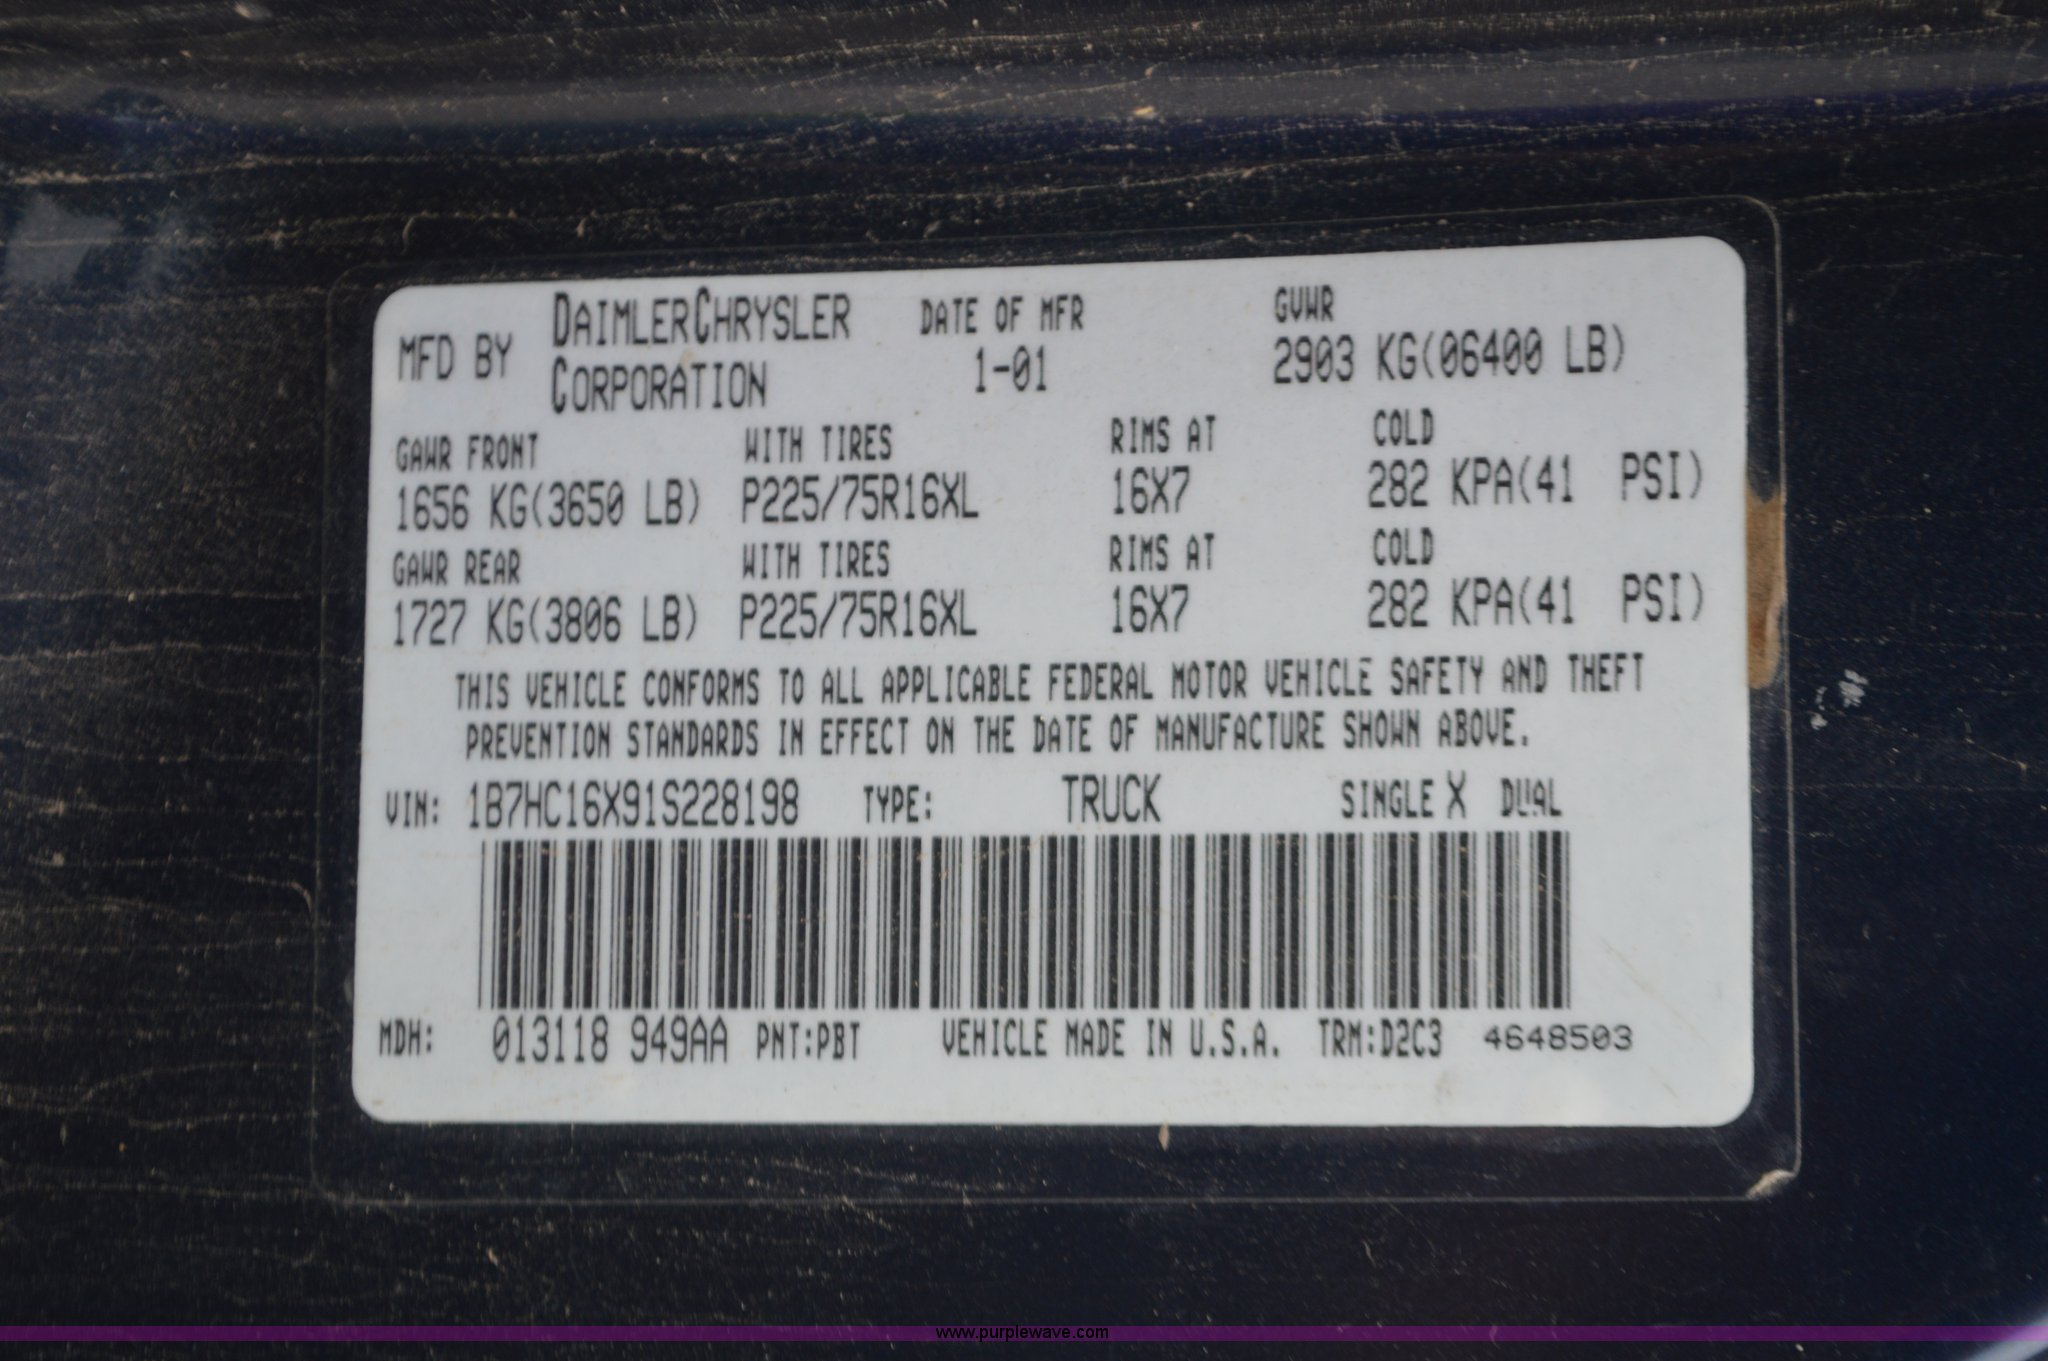 MFD BY DAIMLERCHRYSLER CORPORATION DATE OF MFR 1-01 GVWR 2903 KG(06400 LB)
GAWR FRONT WITH TIRES RIMS AT COLD
1656 KG(3650 LB) P225/75R16XL 16X7 282 KPA(41 PSI)
GAWR REAR WITH TIRES RIMS AT COLD
1727 KG(3806 LB) P225/75R16XL 16X7 282 KPA(41 PSI)
THIS VEHICLE CONFORMS TO ALL APPLICABLE FEDERAL MOTOR VEHICLE SAFETY AND THEFT
PREVENTION STANDARDS IN EFFECT ON THE DATE OF MANUFACTURE SHOWN ABOVE.
VIN: 1B7HC16X91S228198 TYPE: TRUCK SINGLE X DUAL
MDH: 013118 949AA PNT:PBT VEHICLE MADE IN U.S.A. TRM:D2C3 4648503
www.purplewave.com